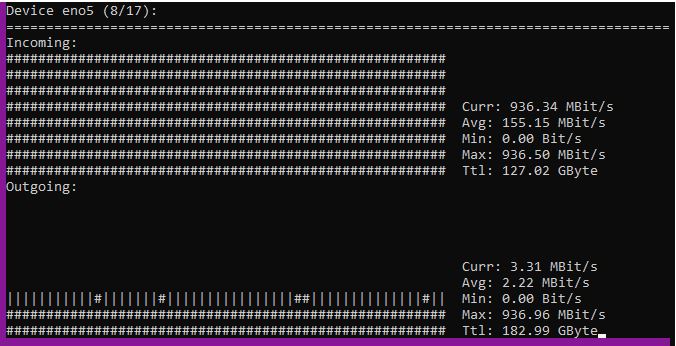 Device eno5 (8/17):
===================================================================================
Incoming:
#######################################################
#######################################################
#######################################################
####################################################### Curr: 936.34 MBit/s
####################################################### Avg: 155.15 MBit/s
####################################################### Min: 0.00 Bit/s
####################################################### Max: 936.50 MBit/s
####################################################### Ttl: 127.02 GByte
Outgoing:
Curr: 3.31 MBit/s
Avg: 2.22 MBit/s
|||||||||||#|||||||#||||||||||||||||##||||||||||||||#|| Min: 0.00 Bit/s
####################################################### Max: 936.96 MBit/s
####################################################### Ttl: 182.99 GByte